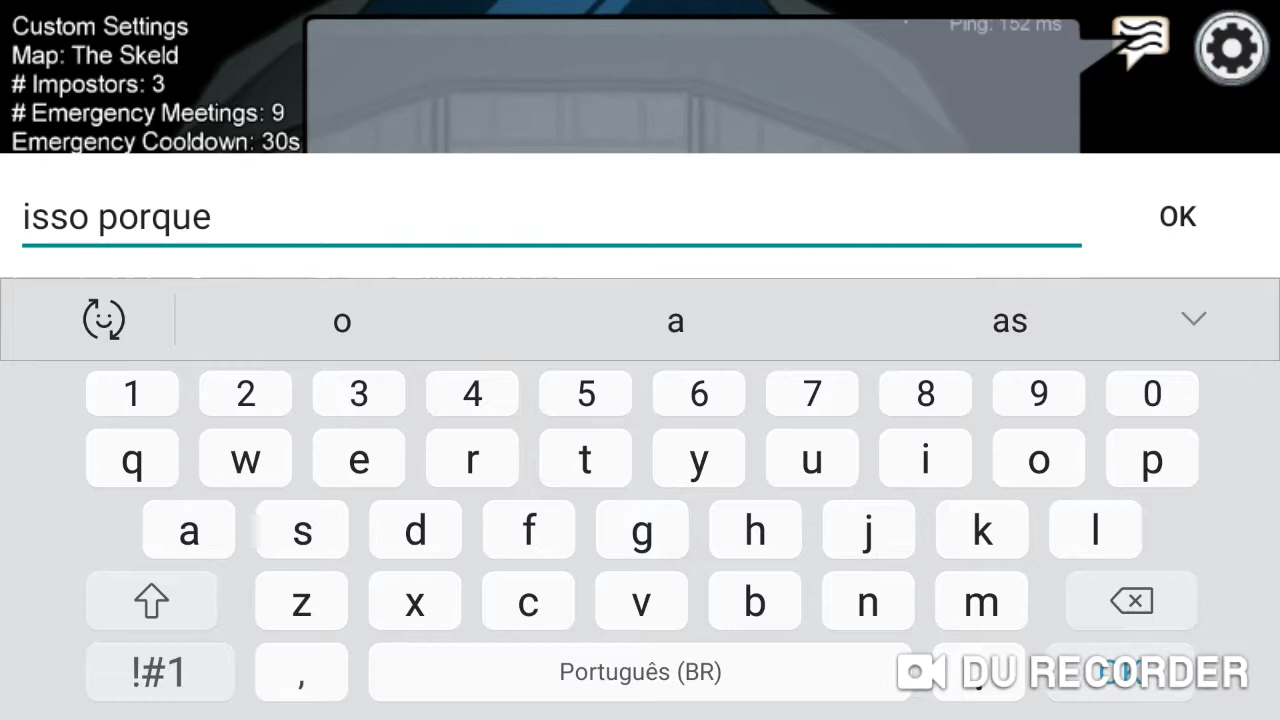 Custom Settings
Map: The Skeld
# Impostors: 3
# Emergency Meetings: 9
Emergency Cooldown: 30s
Ping: 152 ms
isso porque
OK
o a as
1 2 3 4 5 6 7 8 9 0
q w e r t y u i o p
a s d f g h j k l
z x c v b n m
!#1 , Português (BR) . OK
DU RECORDER